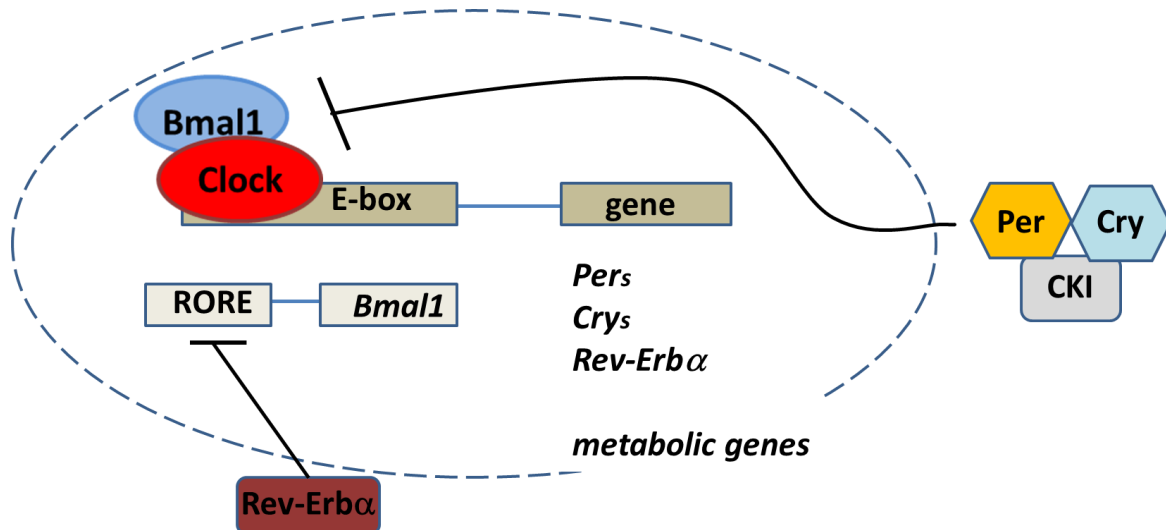 Bmal1
Clock
E-box
gene
Per
Cry
CKI
RORE
Bmal1
Pers
Crys
Rev-Erbα
metabolic genes
Rev-Erbα